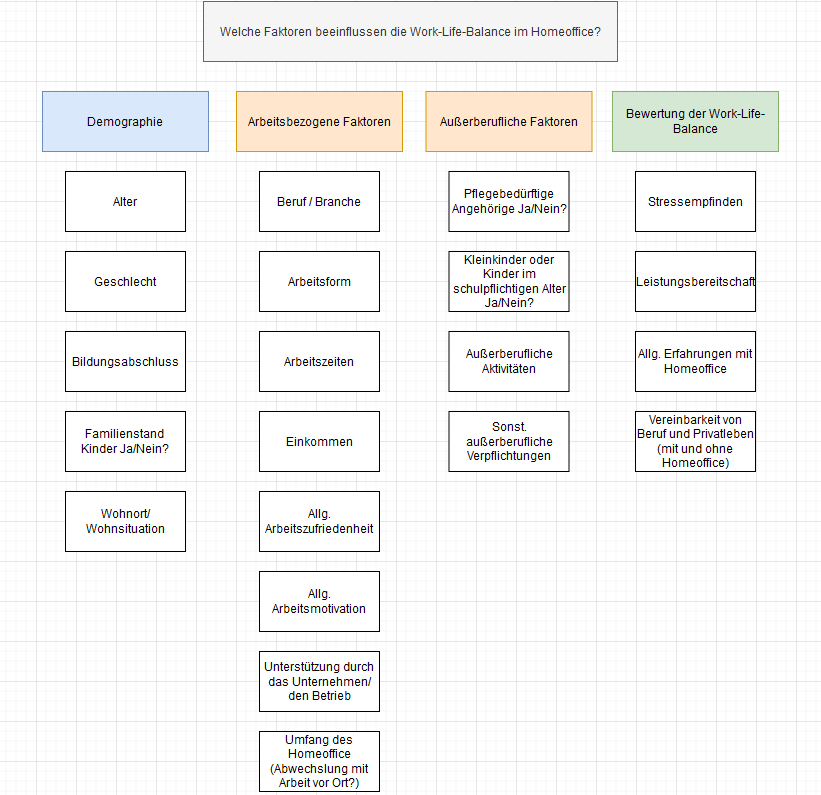 Welche Faktoren beeinflussen die Work-Life-Balance im Homeoffice?
Demographie
Alter
Geschlecht
Bildungsabschluss
Familienstand
Kinder Ja/Nein?
Wohnort/
Wohnsituation
Arbeitsbezogene Faktoren
Beruf / Branche
Arbeitsform
Arbeitszeiten
Einkommen
Allg.
Arbeitszufriedenheit
Allg.
Arbeitsmotivation
Unterstützung durch
das Unternehmen/
den Betrieb
Umfang des
Homeoffice
(Abwechslung mit
Arbeit vor Ort?)
Außerberufliche Faktoren
Pflegebedürftige
Angehörige Ja/Nein?
Kleinkinder oder
Kinder im
schulpflichtigen Alter
Ja/Nein?
Außerberufliche
Aktivitäten
Sonst.
außerberufliche
Verpflichtungen
Bewertung der Work-Life-
Balance
Stressempfinden
Leistungsbereitschaft
Allg. Erfahrungen mit
Homeoffice
Vereinbarkeit von
Beruf und Privatleben
(mit und ohne
Homeoffice)